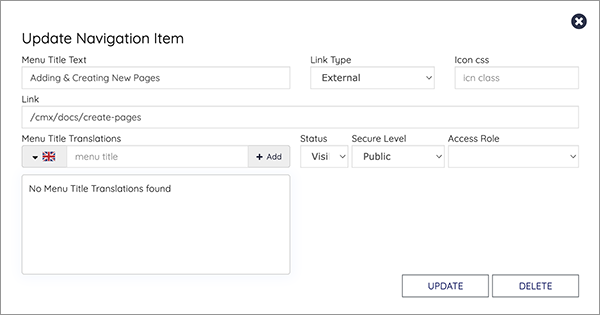 Update Navigation Item
Menu Title Text Link Type Icon css
Adding & Creating New Pages External icn class
Link
/cmx/docs/create-pages
Menu Title Translations Status Secure Level Access Role
menu title + Add Visi Public
No Menu Title Translations found
UPDATE DELETE